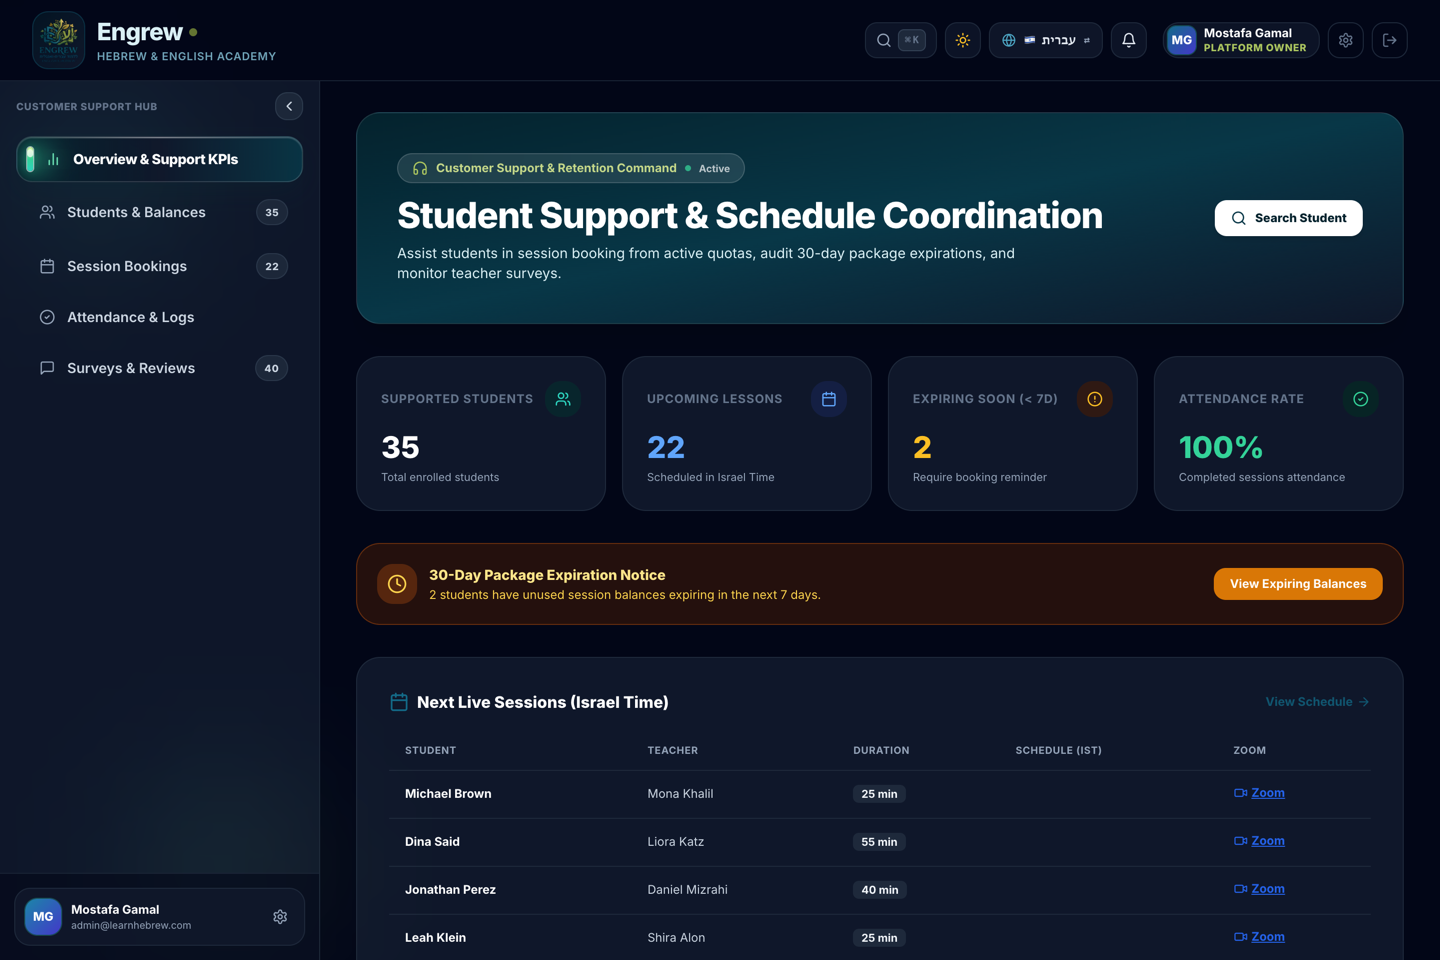 ENGREW
Engrew
HEBREW & ENGLISH ACADEMY
⌘K
עברית
MG
Mostafa Gamal
PLATFORM OWNER
CUSTOMER SUPPORT HUB
Overview & Support KPIs
Students & Balances 35
Session Bookings 22
Attendance & Logs
Surveys & Reviews 40
MG
Mostafa Gamal
admin@learnhebrew.com
Customer Support & Retention Command Active
Student Support & Schedule Coordination
Assist students in session booking from active quotas, audit 30-day package expirations, and
monitor teacher surveys.
Search Student
SUPPORTED STUDENTS
35
Total enrolled students
UPCOMING LESSONS
22
Scheduled in Israel Time
EXPIRING SOON (< 7D)
2
Require booking reminder
ATTENDANCE RATE
100%
Completed sessions attendance
30-Day Package Expiration Notice
2 students have unused session balances expiring in the next 7 days.
View Expiring Balances
Next Live Sessions (Israel Time)
View Schedule →
STUDENT TEACHER DURATION SCHEDULE (IST) ZOOM
Michael Brown Mona Khalil 25 min Zoom
Dina Said Liora Katz 55 min Zoom
Jonathan Perez Daniel Mizrahi 40 min Zoom
Leah Klein Shira Alon 25 min Zoom